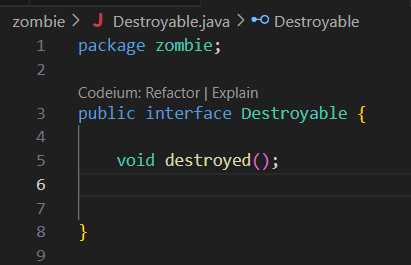 zombie > J Destroyable.java > Destroyable
1 package zombie;
2
Codeium: Refactor | Explain
3 public interface Destroyable {
4
5 void destroyed();
6
7
8 }
9